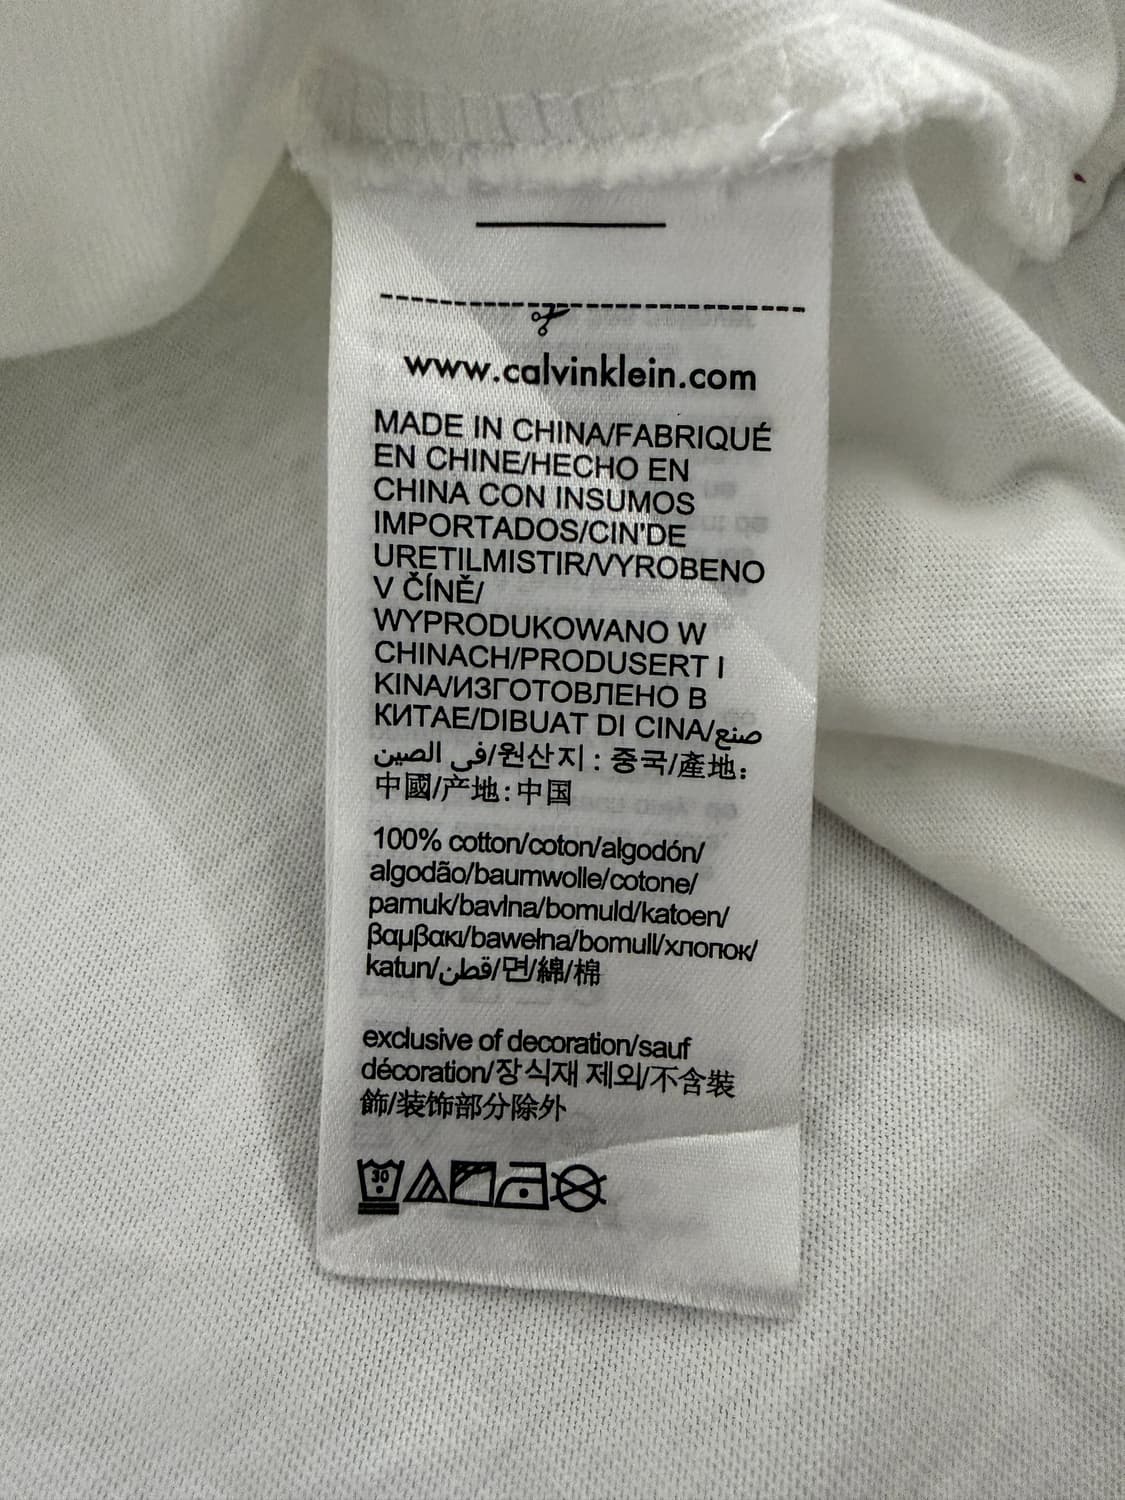 www.calvinklein.com
MADE IN CHINA/FABRIQUÉ
EN CHINE/HECHO EN
CHINA CON INSUMOS
IMPORTADOS/CIN'DE
URETILMISTIR/VYROBENO
V ČÍNĚ/
WYPRODUKOWANO W
CHINACH/PRODUSERT I
KINA/ИЗГОТОВЛЕНО В
КИТАЕ/DIBUAT DI CINA/صنع
في الصين/원산지 : 중국/產地:
中國/产地:中国
100% cotton/coton/algodón/
algodão/baumwolle/cotone/
pamuk/bavlna/bomuld/katoen/
βαμβακι/bawełna/bomull/хлопок/
katun/قطن/면/綿/棉
exclusive of decoration/sauf
décoration/장식재 제외/不含裝
飾/装饰部分除外
30